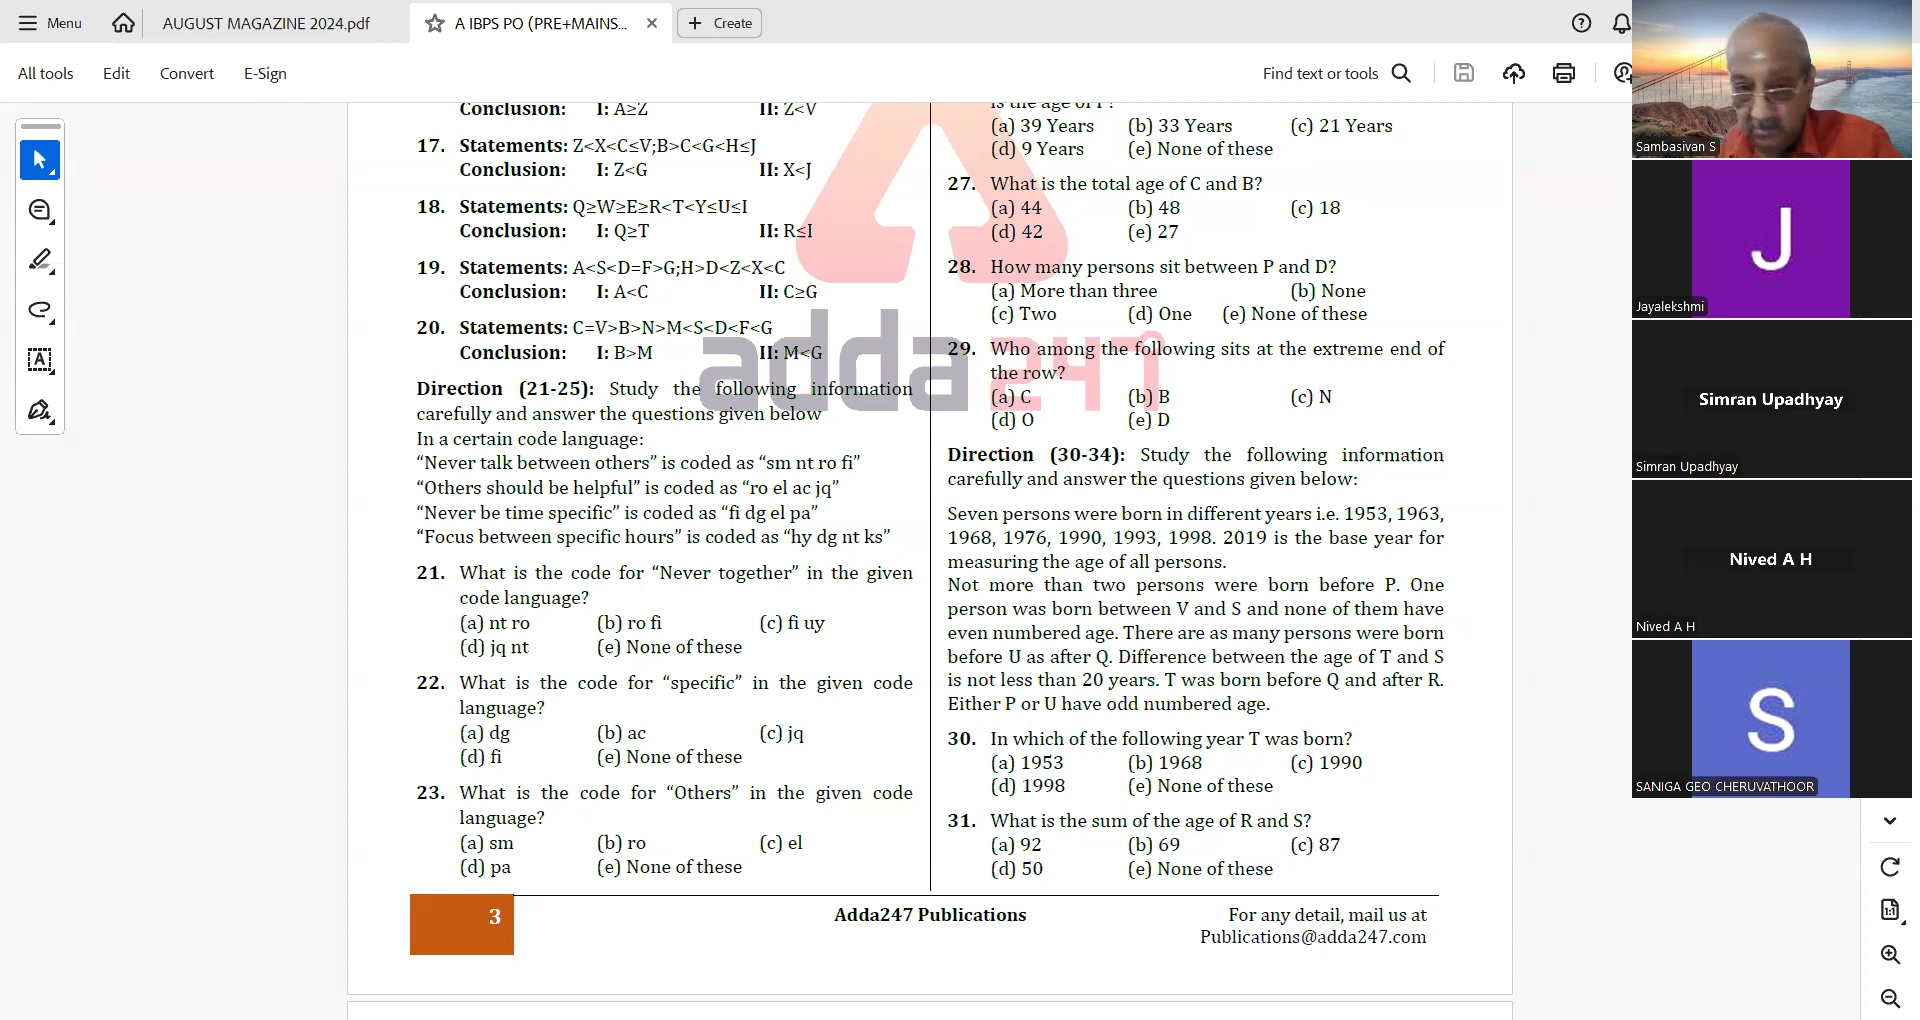 Menu
AUGUST MAGAZINE 2024.pdf
A IBPS PO (PRE+MAINS...
Create
All tools
Edit
Convert
E-Sign
Find text or tools
Conclusion: I: A≥Z II: Z<V
17. Statements: Z<X<C≤V;B>C<G<H≤J
Conclusion: I: Z<G II: X<J
18. Statements: Q≥W≥E≥R<T<Y≤U≤I
Conclusion: I: Q≥T II: R≤I
19. Statements: A<S<D=F>G;H>D<Z<X<C
Conclusion: I: A<C II: C≥G
20. Statements: C=V>B>N>M<S<D<F<G
Conclusion: I: B>M II: M<G
Direction (21-25): Study the following information
carefully and answer the questions given below
In a certain code language:
“Never talk between others” is coded as “sm nt ro fi”
“Others should be helpful” is coded as “ro el ac jq”
“Never be time specific” is coded as “fi dg el pa”
“Focus between specific hours” is coded as “hy dg nt ks”
21. What is the code for “Never together” in the given
code language?
(a) nt ro (b) ro fi (c) fi uy
(d) jq nt (e) None of these
22. What is the code for “specific” in the given code
language?
(a) dg (b) ac (c) jq
(d) fi (e) None of these
23. What is the code for “Others” in the given code
language?
(a) sm (b) ro (c) el
(d) pa (e) None of these
is the age of P?
(a) 39 Years (b) 33 Years (c) 21 Years
(d) 9 Years (e) None of these
27. What is the total age of C and B?
(a) 44 (b) 48 (c) 18
(d) 42 (e) 27
28. How many persons sit between P and D?
(a) More than three (b) None
(c) Two (d) One (e) None of these
29. Who among the following sits at the extreme end of
the row?
(a) C (b) B (c) N
(d) O (e) D
Direction (30-34): Study the following information
carefully and answer the questions given below:
Seven persons were born in different years i.e. 1953, 1963,
1968, 1976, 1990, 1993, 1998. 2019 is the base year for
measuring the age of all persons.
Not more than two persons were born before P. One
person was born between V and S and none of them have
even numbered age. There are as many persons were born
before U as after Q. Difference between the age of T and S
is not less than 20 years. T was born before Q and after R.
Either P or U have odd numbered age.
30. In which of the following year T was born?
(a) 1953 (b) 1968 (c) 1990
(d) 1998 (e) None of these
31. What is the sum of the age of R and S?
(a) 92 (b) 69 (c) 87
(d) 50 (e) None of these
adda247
3
Adda247 Publications
For any detail, mail us at
Publications@adda247.com
Sambasivan S
J
Jayalekshmi
Simran Upadhyay
Simran Upadhyay
Nived A H
Nived A H
S
SANIGA GEO CHERUVATHOOR
1:1